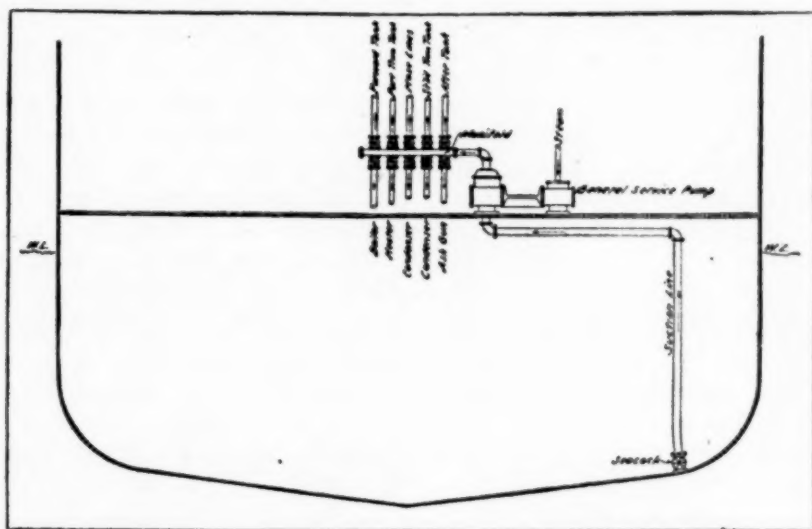 Forward Tank
Port Trim Tank
Hose Lines
Stbd Trim Tank
After Tank
Manifold
Steam
General Service Pump
Boiler
Heater
Condenser
Condenser
Ash Gun
W.L.
W.L.
Suction Line
Seacock